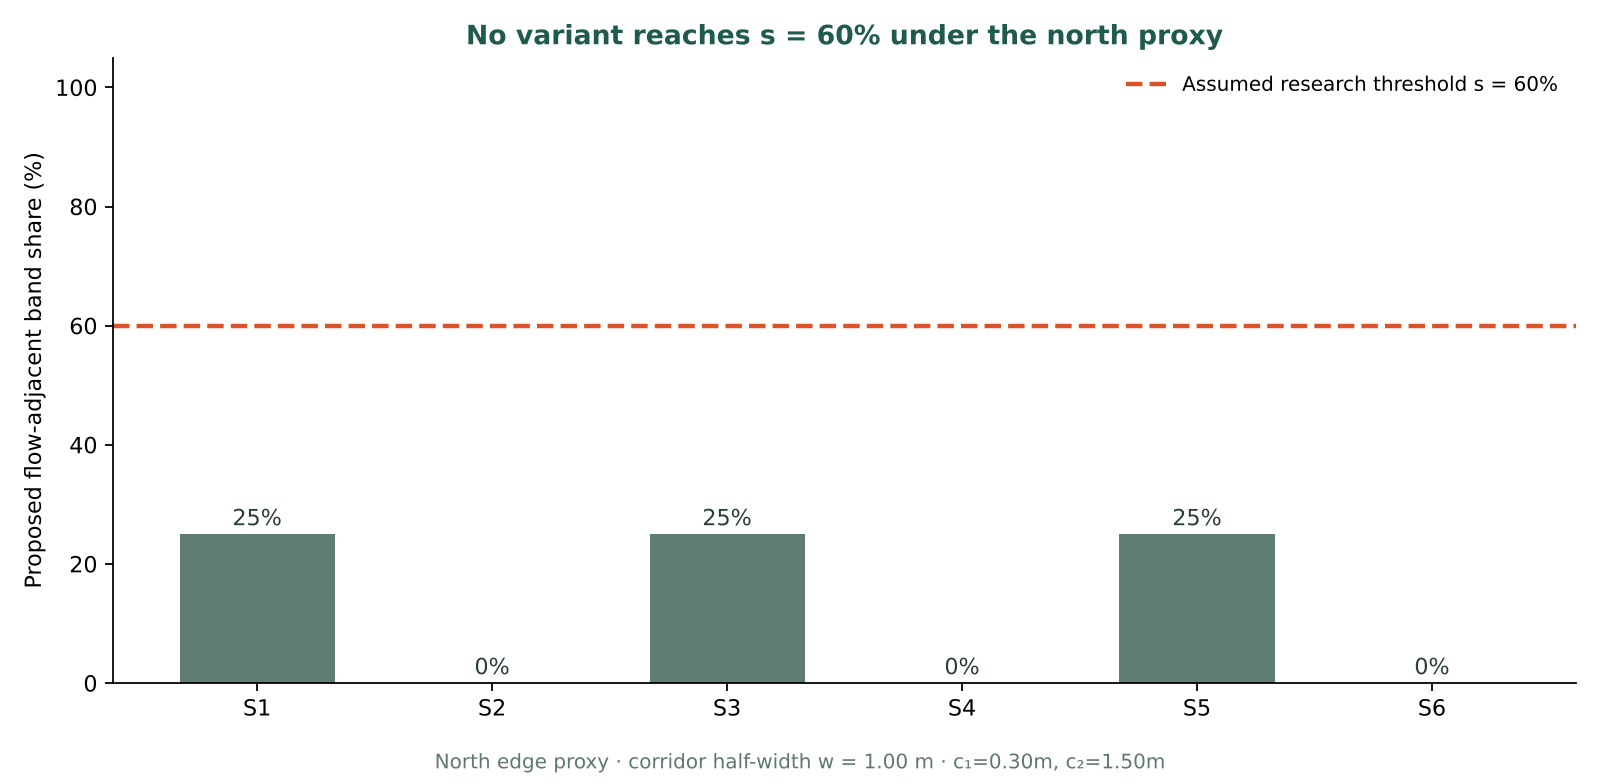 No variant reaches s = 60% under the north proxy
Assumed research threshold s = 60%
Proposed flow-adjacent band share (%)
100
80
60
40
20
0
25%
0%
25%
0%
25%
0%
S1
S2
S3
S4
S5
S6
North edge proxy · corridor half-width w = 1.00 m · c₁=0.30m, c₂=1.50m